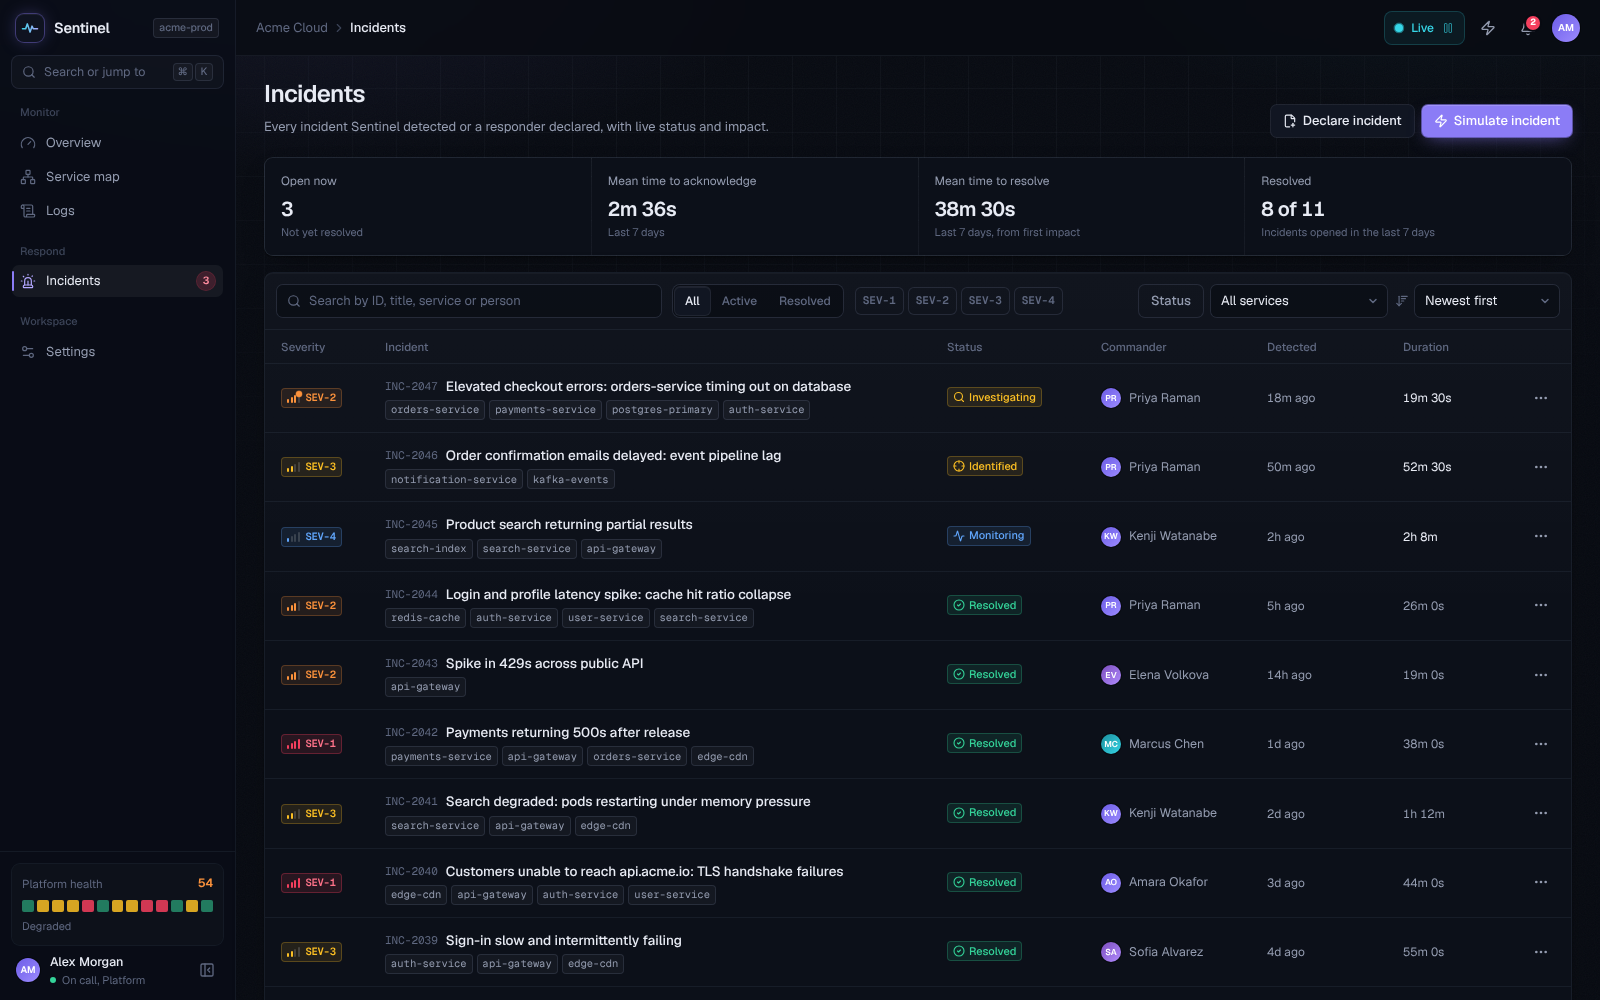 Sentinel
acme-prod
Search or jump to
⌘ K
Monitor
Overview
Service map
Logs
Respond
Incidents
3
Workspace
Settings
Platform health
54
Degraded
AM
Alex Morgan
On call, Platform
Acme Cloud > Incidents
Live
2
AM
Incidents
Every incident Sentinel detected or a responder declared, with live status and impact.
Declare incident
Simulate incident
Open now
3
Not yet resolved
Mean time to acknowledge
2m 36s
Last 7 days
Mean time to resolve
38m 30s
Last 7 days, from first impact
Resolved
8 of 11
Incidents opened in the last 7 days
Search by ID, title, service or person
All Active Resolved
SEV-1 SEV-2 SEV-3 SEV-4
Status
All services
Newest first
Severity Incident Status Commander Detected Duration
SEV-2 INC-2047 Elevated checkout errors: orders-service timing out on database Investigating PR Priya Raman 18m ago 19m 30s
orders-service payments-service postgres-primary auth-service
SEV-3 INC-2046 Order confirmation emails delayed: event pipeline lag Identified PR Priya Raman 50m ago 52m 30s
notification-service kafka-events
SEV-4 INC-2045 Product search returning partial results Monitoring KW Kenji Watanabe 2h ago 2h 8m
search-index search-service api-gateway
SEV-2 INC-2044 Login and profile latency spike: cache hit ratio collapse Resolved PR Priya Raman 5h ago 26m 0s
redis-cache auth-service user-service search-service
SEV-2 INC-2043 Spike in 429s across public API Resolved EV Elena Volkova 14h ago 19m 0s
api-gateway
SEV-1 INC-2042 Payments returning 500s after release Resolved MC Marcus Chen 1d ago 38m 0s
payments-service api-gateway orders-service edge-cdn
SEV-3 INC-2041 Search degraded: pods restarting under memory pressure Resolved KW Kenji Watanabe 2d ago 1h 12m
search-service api-gateway edge-cdn
SEV-1 INC-2040 Customers unable to reach api.acme.io: TLS handshake failures Resolved AO Amara Okafor 3d ago 44m 0s
edge-cdn api-gateway auth-service user-service
SEV-3 INC-2039 Sign-in slow and intermittently failing Resolved SA Sofia Alvarez 4d ago 55m 0s
auth-service api-gateway edge-cdn